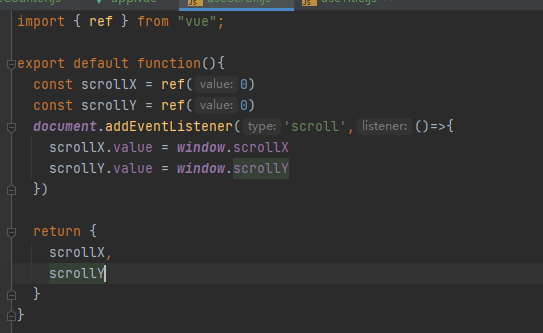 import { ref } from "vue";
export default function(){
const scrollX = ref( value: 0)
const scrollY = ref( value: 0)
document.addEventListener( type: 'scroll', listener: ()=>{
scrollX.value = window.scrollX
scrollY.value = window.scrollY
})
return {
scrollX,
scrollY
}
}